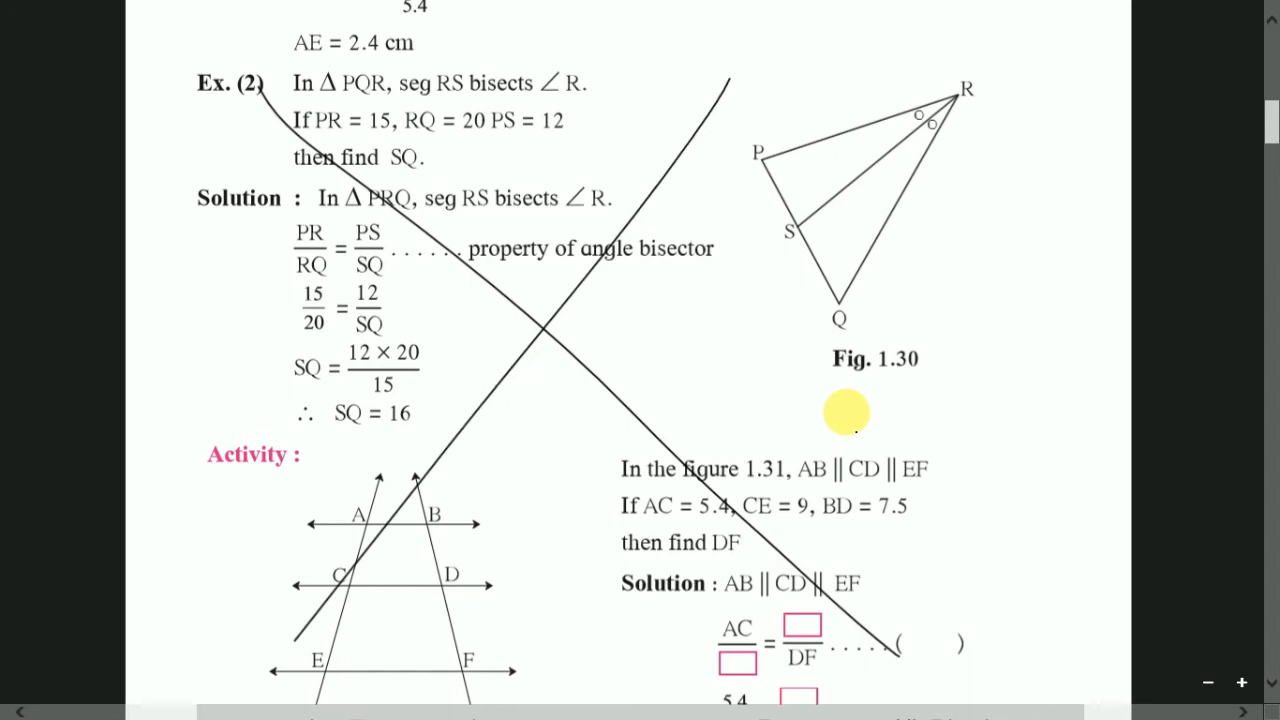 5.4
AE = 2.4 cm
Ex. (2) In Δ PQR, seg RS bisects ∠ R.
If PR = 15, RQ = 20 PS = 12
then find SQ.
Solution : In Δ PRQ, seg RS bisects ∠ R.
PR/RQ = PS/SQ . . . . . . property of angle bisector
15/20 = 12/SQ
SQ = 12 × 20/15
∴ SQ = 16
R
P
S
Q
Fig. 1.30
Activity :
A B
C D
E F
In the figure 1.31, AB || CD || EF
If AC = 5.4, CE = 9, BD = 7.5
then find DF
Solution : AB || CD || EF
AC/□ = □/DF . . . . . ( )
5.4 □